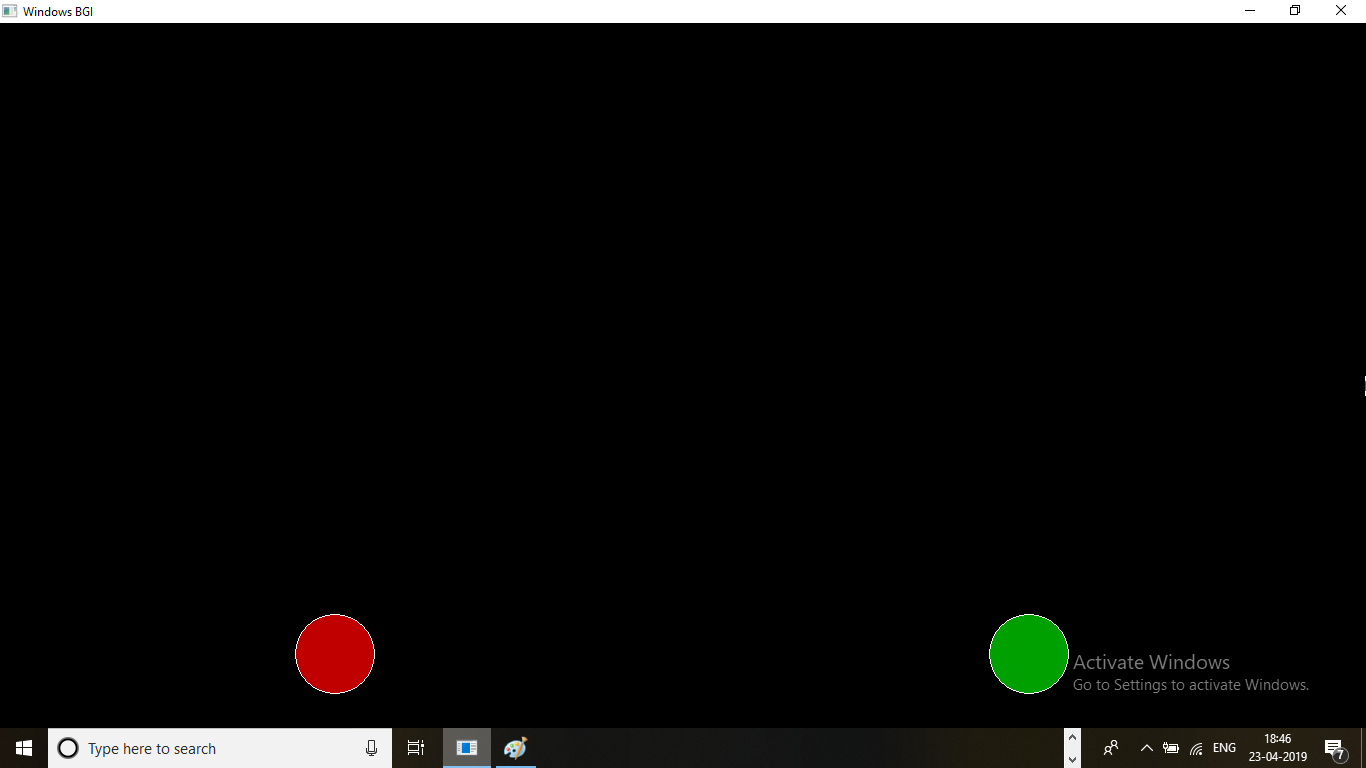 Windows BGI
Activate Windows
Go to Settings to activate Windows.
Type here to search
ENG
18:46
23-04-2019
7